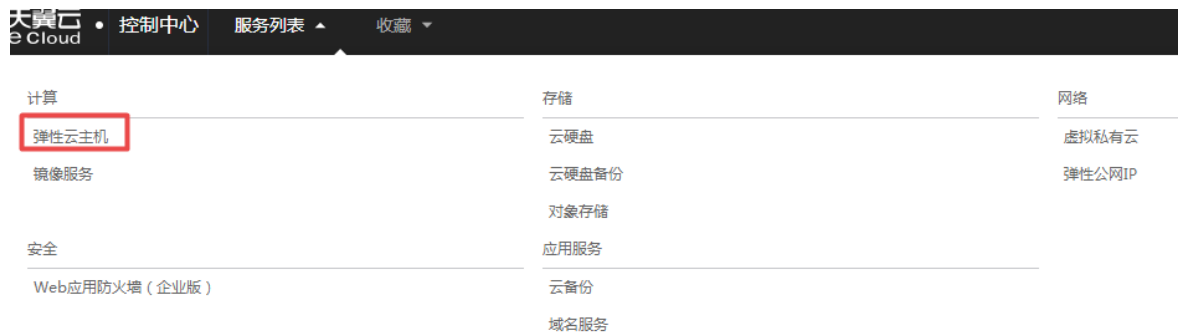 天翼云
e Cloud
控制中心 服务列表 收藏
计算 存储 网络
弹性云主机 云硬盘 虚拟私有云
镜像服务 云硬盘备份 弹性公网IP
对象存储
安全 应用服务
Web应用防火墙（企业版） 云备份
域名服务